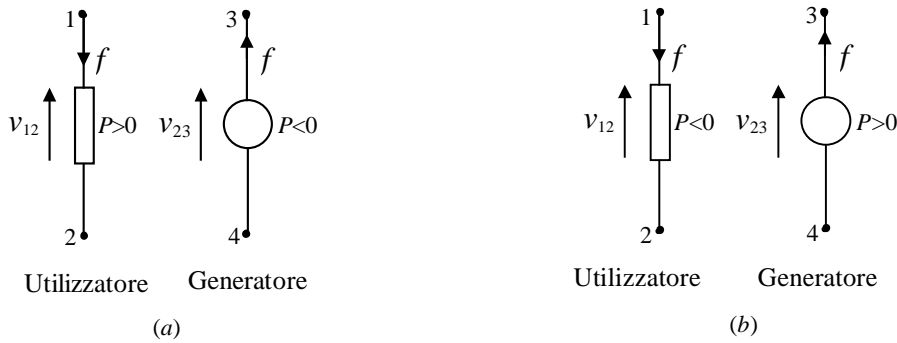 1
f
v12
P>0
2
Utilizzatore
3
f
v23
P<0
4
Generatore
(a)
1
f
v12
P<0
2
Utilizzatore
3
f
v23
P>0
4
Generatore
(b)